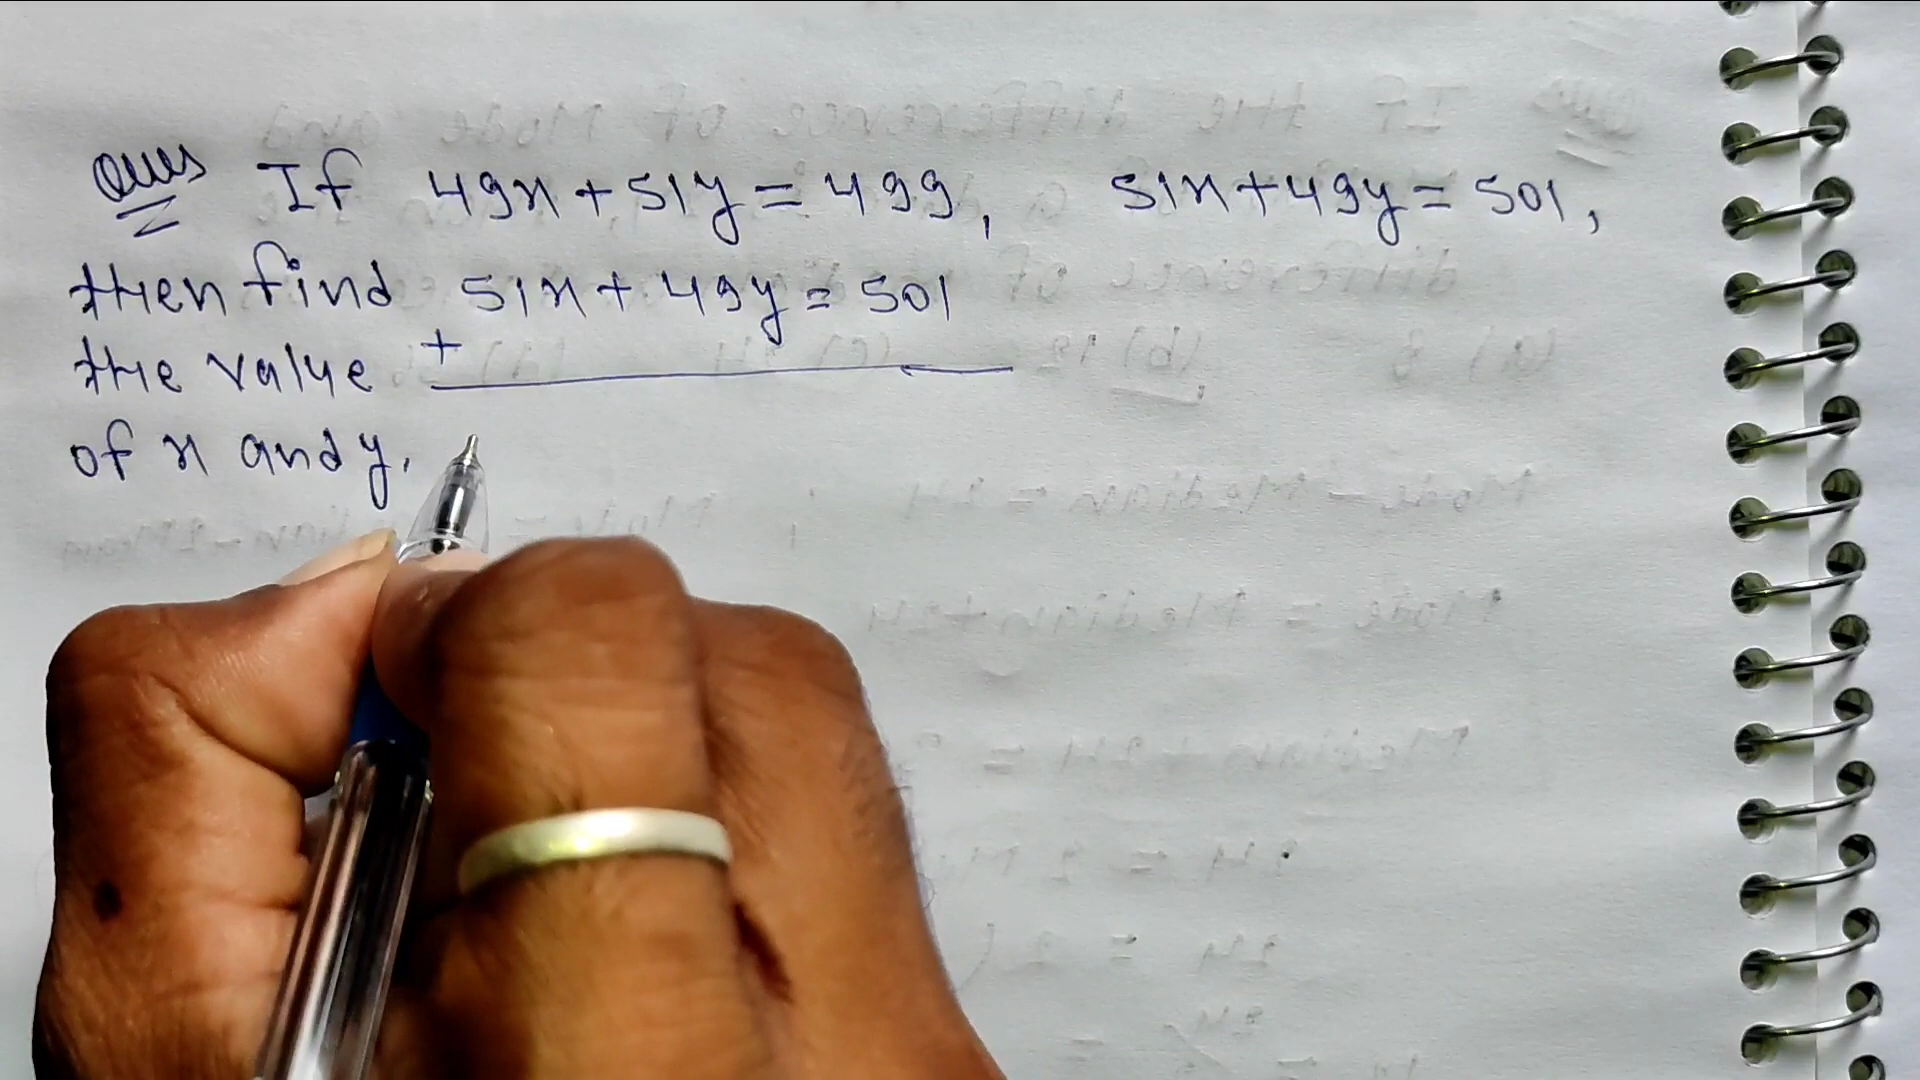 Ques If 49x + 51y = 499, 51x + 49y = 501,
then find 51x + 49y = 501
the value +
of x and y.